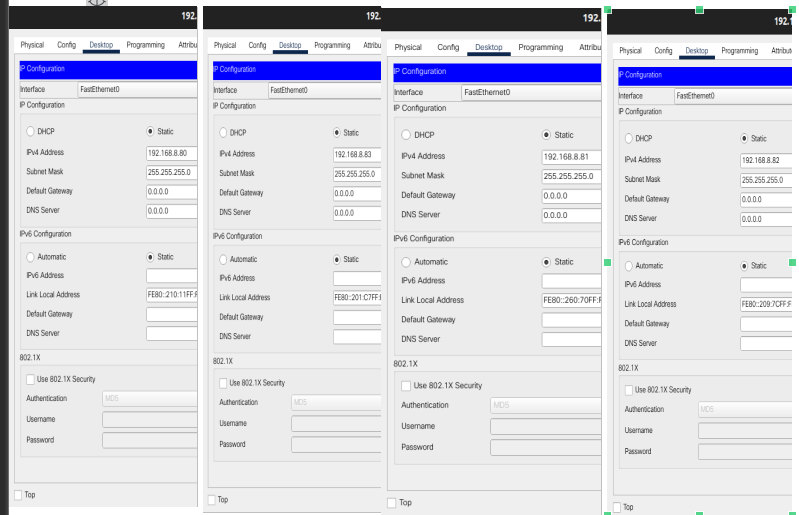 192.
Physical Config Desktop Programming Attribu
IP Configuration
Interface FastEthernet0
IP Configuration
DHCP Static
IPv4 Address 192.168.8.80
Subnet Mask 255.255.255.0
Default Gateway 0.0.0.0
DNS Server 0.0.0.0
IPv6 Configuration
Automatic Static
IPv6 Address
Link Local Address FE80::210:11FF:F
Default Gateway
DNS Server
802.1X
Use 802.1X Security
Authentication MD5
Username
Password
Top
192.
Physical Config Desktop Programming Attribu
IP Configuration
Interface FastEthernet0
IP Configuration
DHCP Static
IPv4 Address 192.168.8.83
Subnet Mask 255.255.255.0
Default Gateway 0.0.0.0
DNS Server 0.0.0.0
IPv6 Configuration
Automatic Static
IPv6 Address
Link Local Address FE80::201:C7FF:F
Default Gateway
DNS Server
802.1X
Use 802.1X Security
Authentication MD5
Username
Password
Top
192.
Physical Config Desktop Programming Attribu
IP Configuration
Interface FastEthernet0
IP Configuration
DHCP Static
IPv4 Address 192.168.8.81
Subnet Mask 255.255.255.0
Default Gateway 0.0.0.0
DNS Server 0.0.0.0
IPv6 Configuration
Automatic Static
IPv6 Address
Link Local Address FE80::260:70FF:F
Default Gateway
DNS Server
802.1X
Use 802.1X Security
Authentication MD5
Username
Password
Top
192.1
Physical Config Desktop Programming Attribut
IP Configuration
Interface FastEthernet0
IP Configuration
DHCP Static
IPv4 Address 192.168.8.82
Subnet Mask 255.255.255.0
Default Gateway 0.0.0.0
DNS Server 0.0.0.0
IPv6 Configuration
Automatic Static
IPv6 Address
Link Local Address FE80::209:7CFF:F
Default Gateway
DNS Server
802.1X
Use 802.1X Security
Authentication MD5
Username
Password
Top